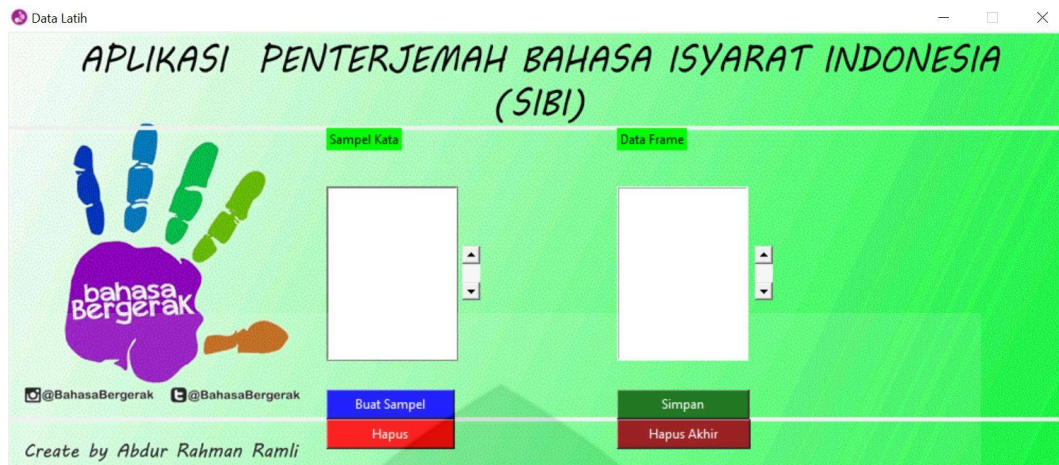 Data Latih
APLIKASI PENTERJEMAH BAHASA ISYARAT INDONESIA
(SIBI)
Sampel Kata
Data Frame
bahasa
BergeraK
@BahasaBergerak
@BahasaBergerak
Buat Sampel
Simpan
Hapus
Hapus Akhir
Create by Abdur Rahman Ramli